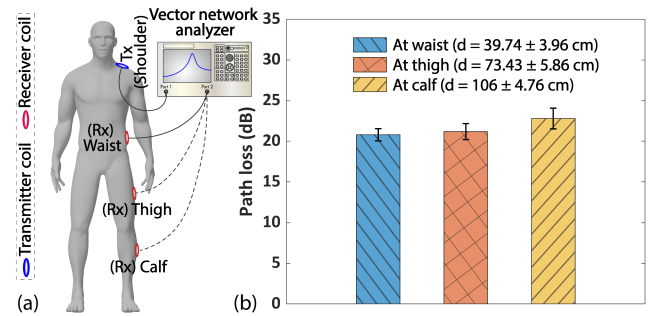 (a)
Receiver coil
Transmitter coil
Tx
(Shoulder)
Vector network
analyzer
Port 1
Port 2
(Rx)
Waist
(Rx) Thigh
(Rx) Calf
(b)
Path loss (dB)
35
30
25
20
15
10
5
0
At waist (d = 39.74 ± 3.96 cm)
At thigh (d = 73.43 ± 5.86 cm)
At calf (d = 106 ± 4.76 cm)